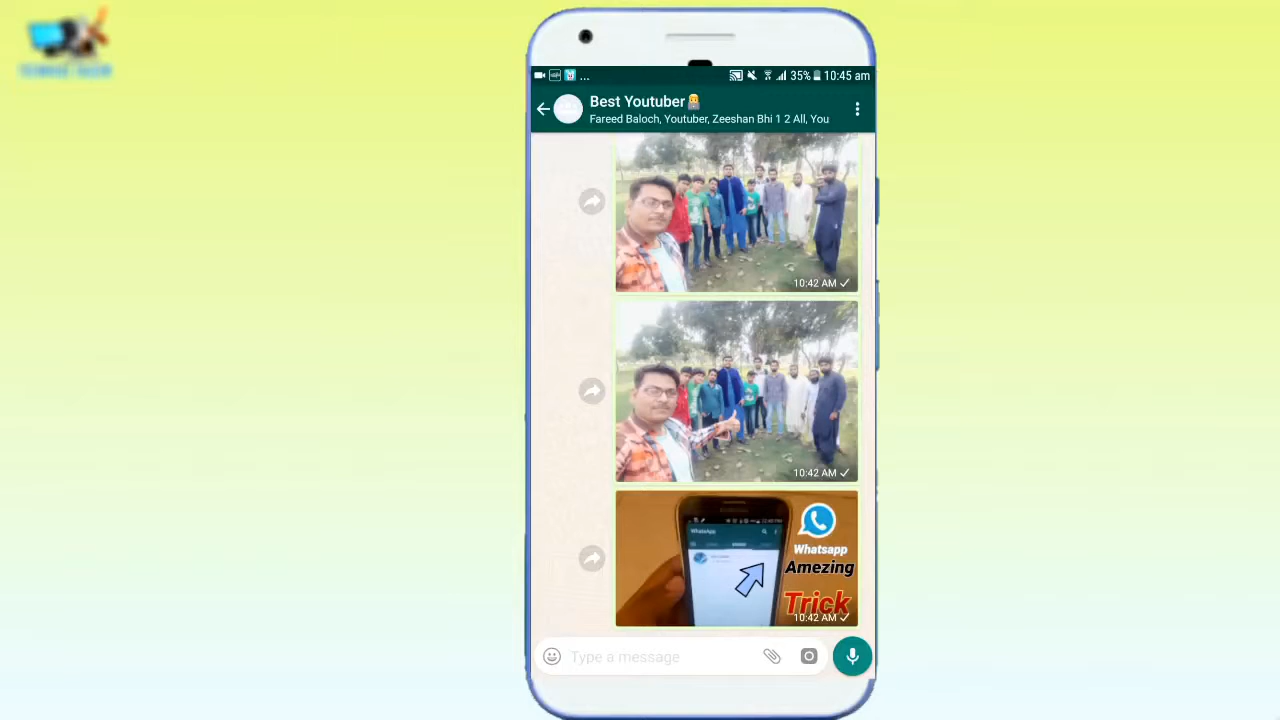 ... 35% 10:45 am
Best Youtuber
Fareed Baloch, Youtuber, Zeeshan Bhi 1 2 All, You
10:42 AM
10:42 AM
WhatsApp
Whatsapp
Amezing
Trick
10:42 AM
Type a message